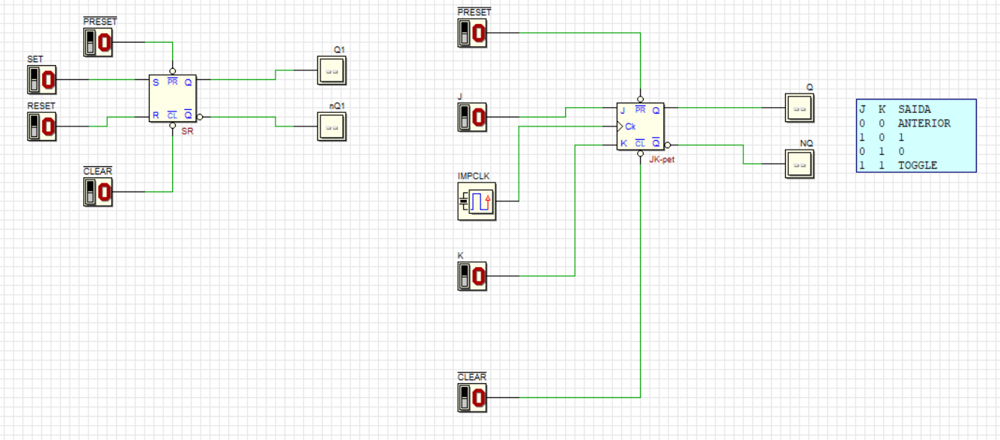 PRESET
SET
0
0
S PR Q
R CL Q
SR
RESET
0
CLEAR
0
Q1
--
nQ1
--
PRESET
0
J
0
J PR Q
Ck
K CL Q
JK-pet
IMPCLK
K
0
CLEAR
0
Q
--
NQ
--
J K SAIDA
0 0 ANTERIOR
1 0 1
0 1 0
1 1 TOGGLE